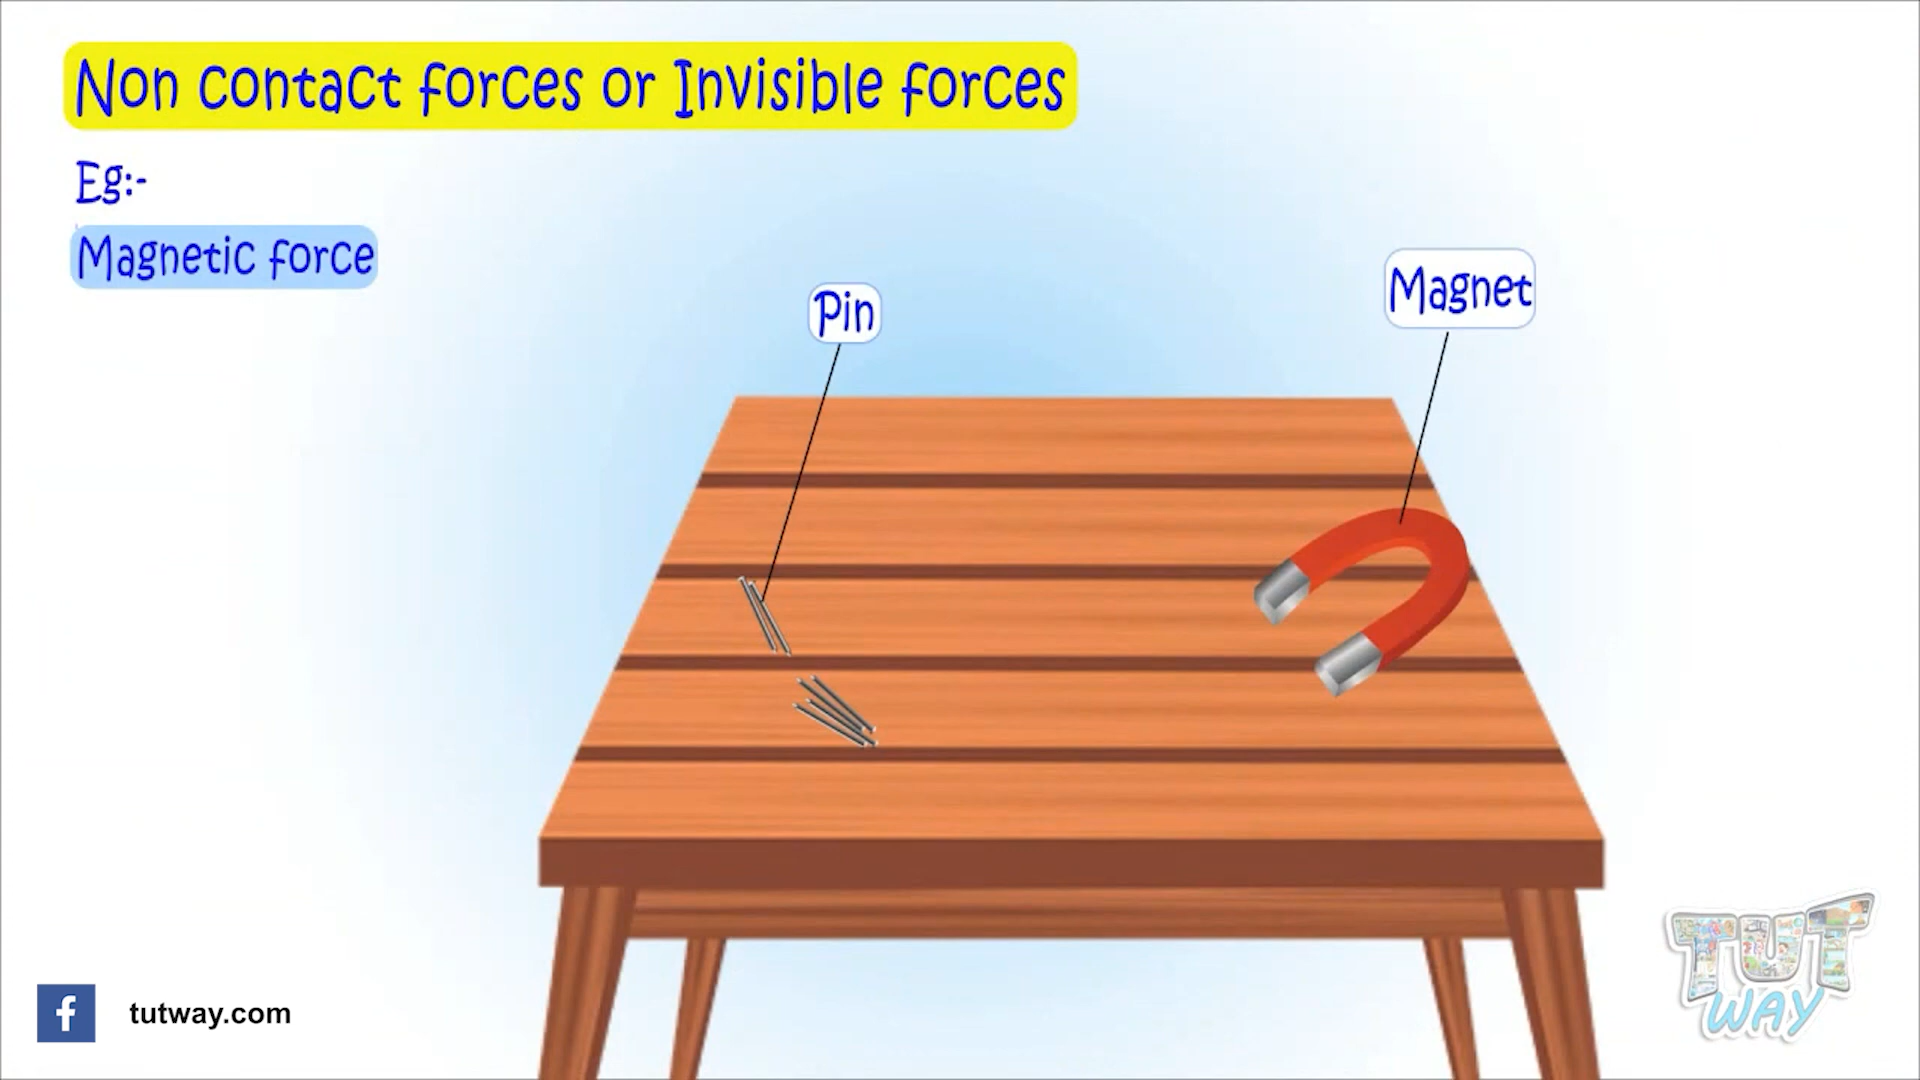 Non contact forces or Invisible forces
Eg:-
Magnetic force
Pin
Magnet
tutway.com
TUT
WAY